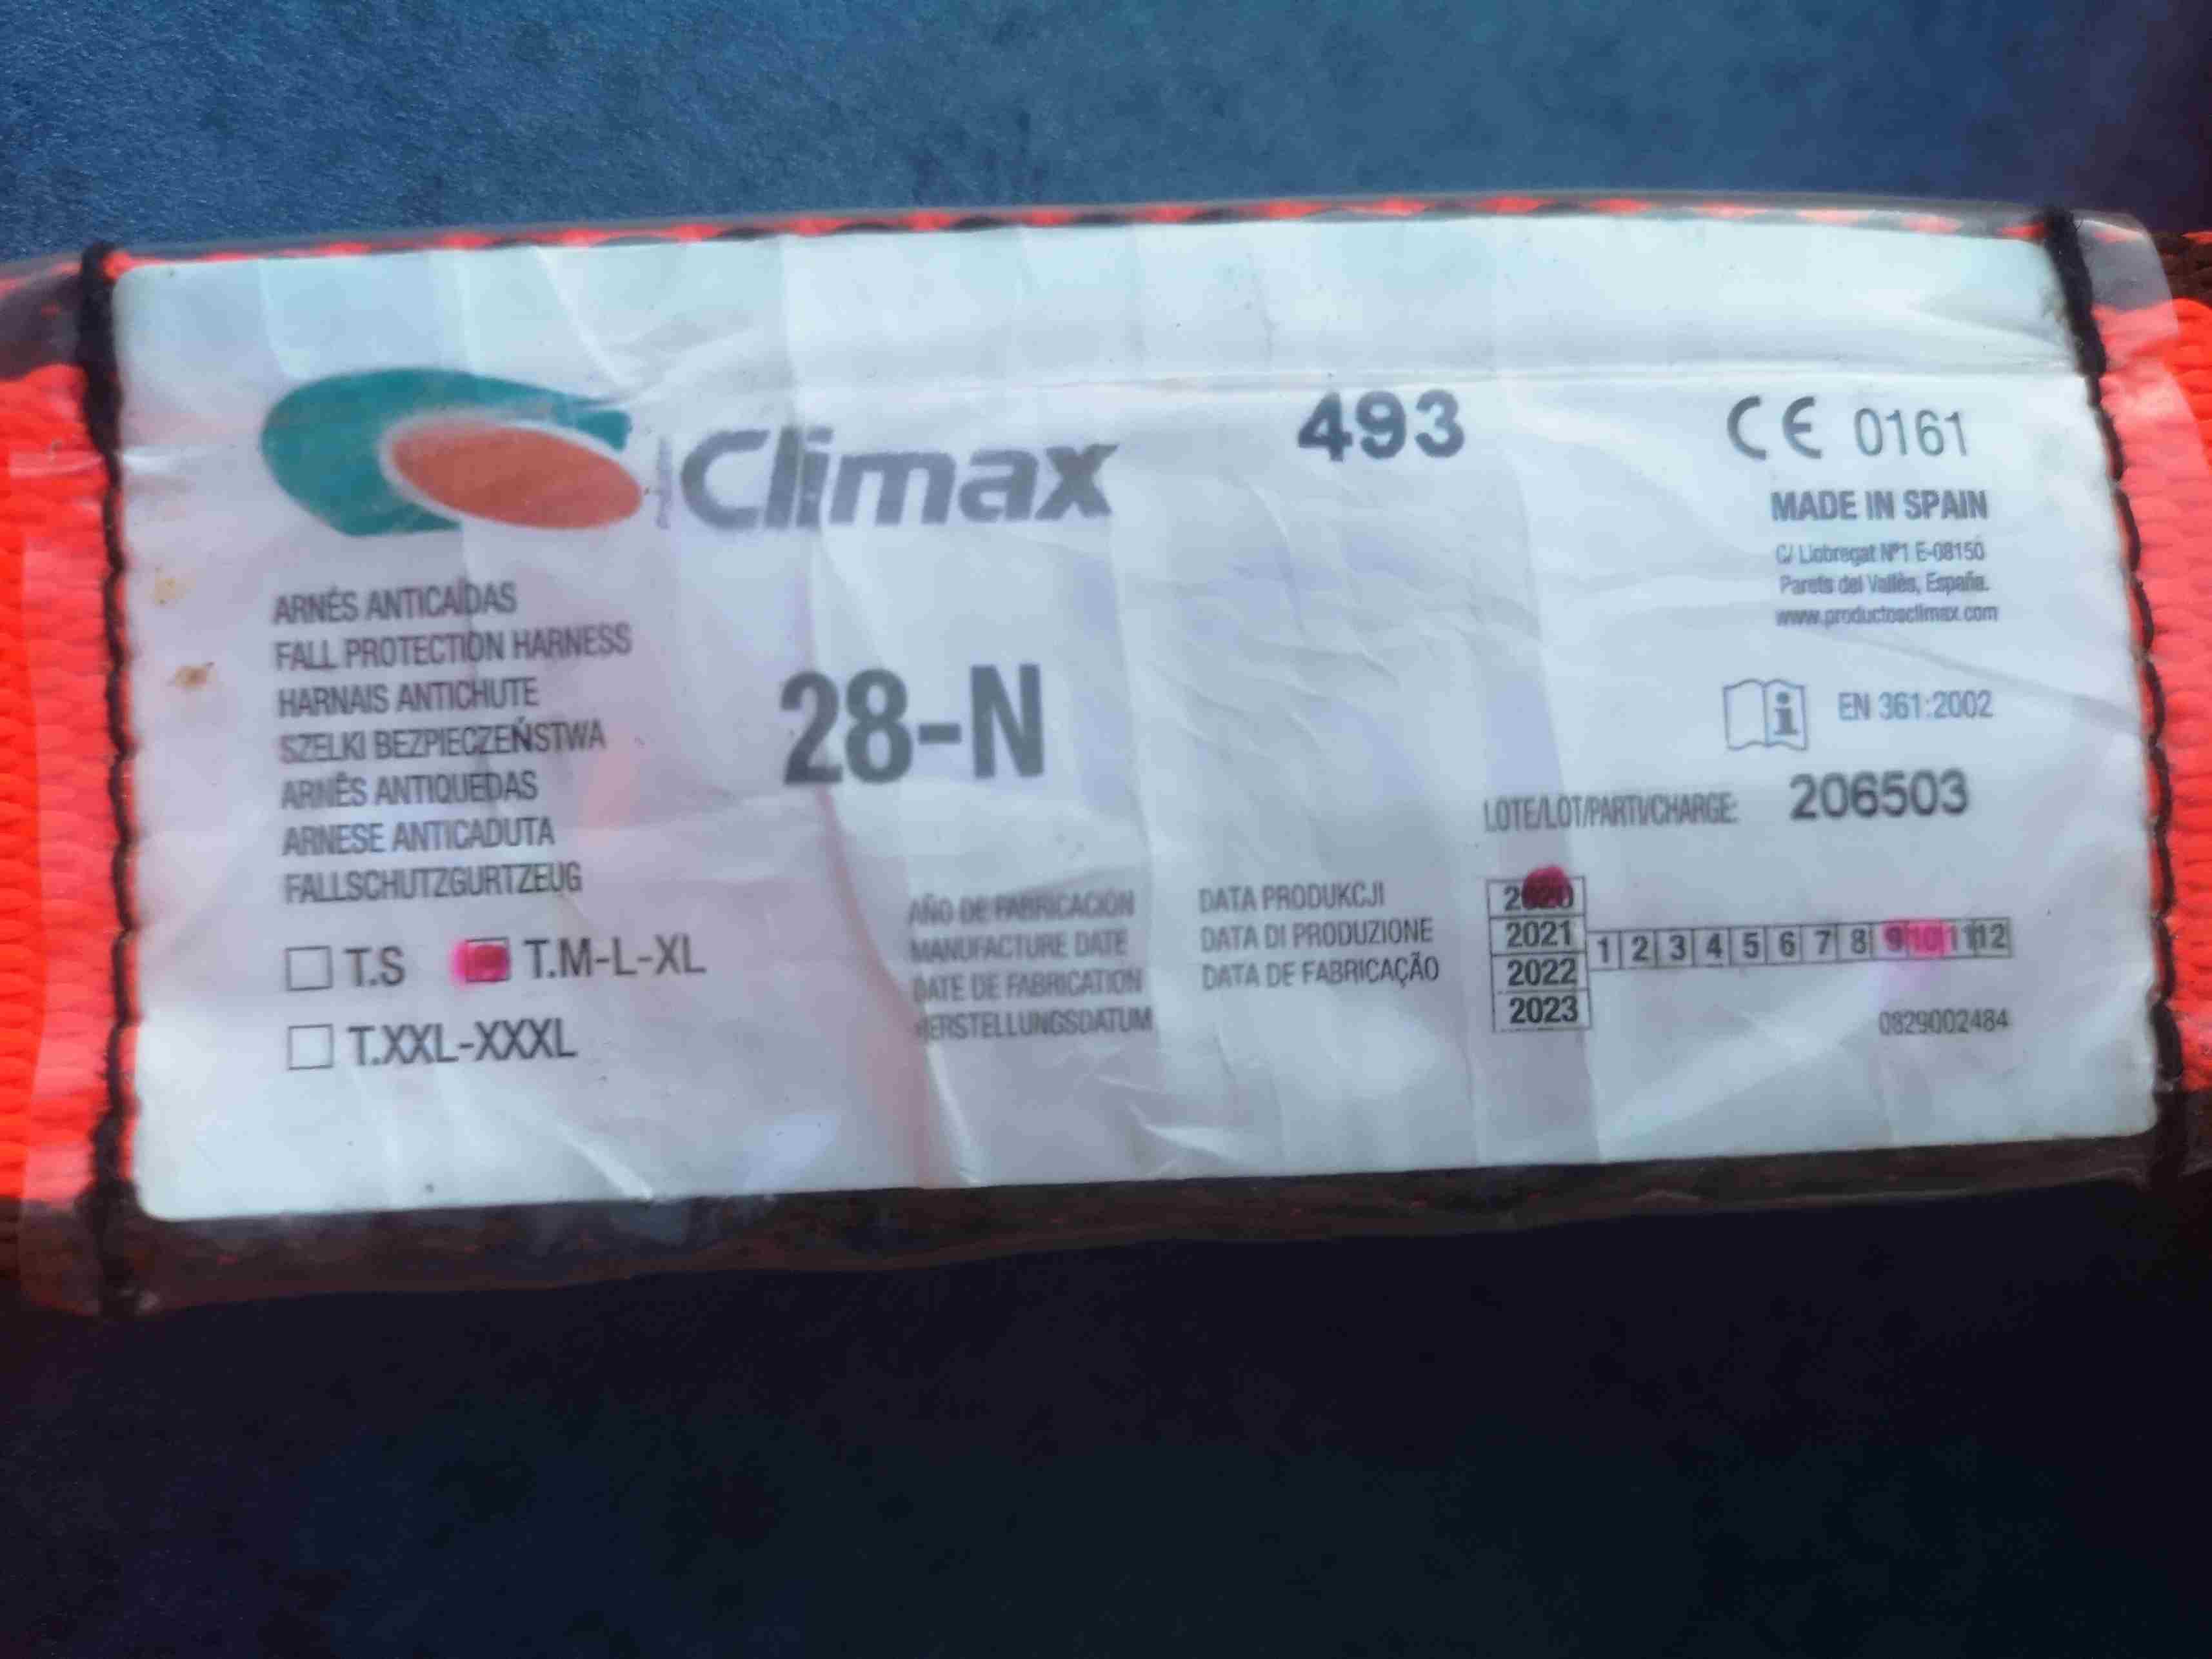 Climax
493
CE 0161
MADE IN SPAIN
C/ Llobregat Nº1 E-08150
Parets del Vallès, España.
www.productosclimax.com
ARNÉS ANTICAÍDAS
FALL PROTECTION HARNESS
HARNAIS ANTICHUTE
SZELKI BEZPIECZEŃSTWA
ARNÊS ANTIQUEDAS
ARNESE ANTICADUTA
FALLSCHUTZGURTZEUG
28-N
i EN 361:2002
LOTE/LOT/PARTI/CHARGE: 206503
T.S T.M-L-XL
T.XXL-XXXL
AÑO DE FABRICACIÓN
MANUFACTURE DATE
DATE DE FABRICATION
HERSTELLUNGSDATUM
DATA PRODUKCJI
DATA DI PRODUZIONE
DATA DE FABRICAÇÃO
2020
2021
2022
2023
1 2 3 4 5 6 7 8 9 10 11 12
0829002484